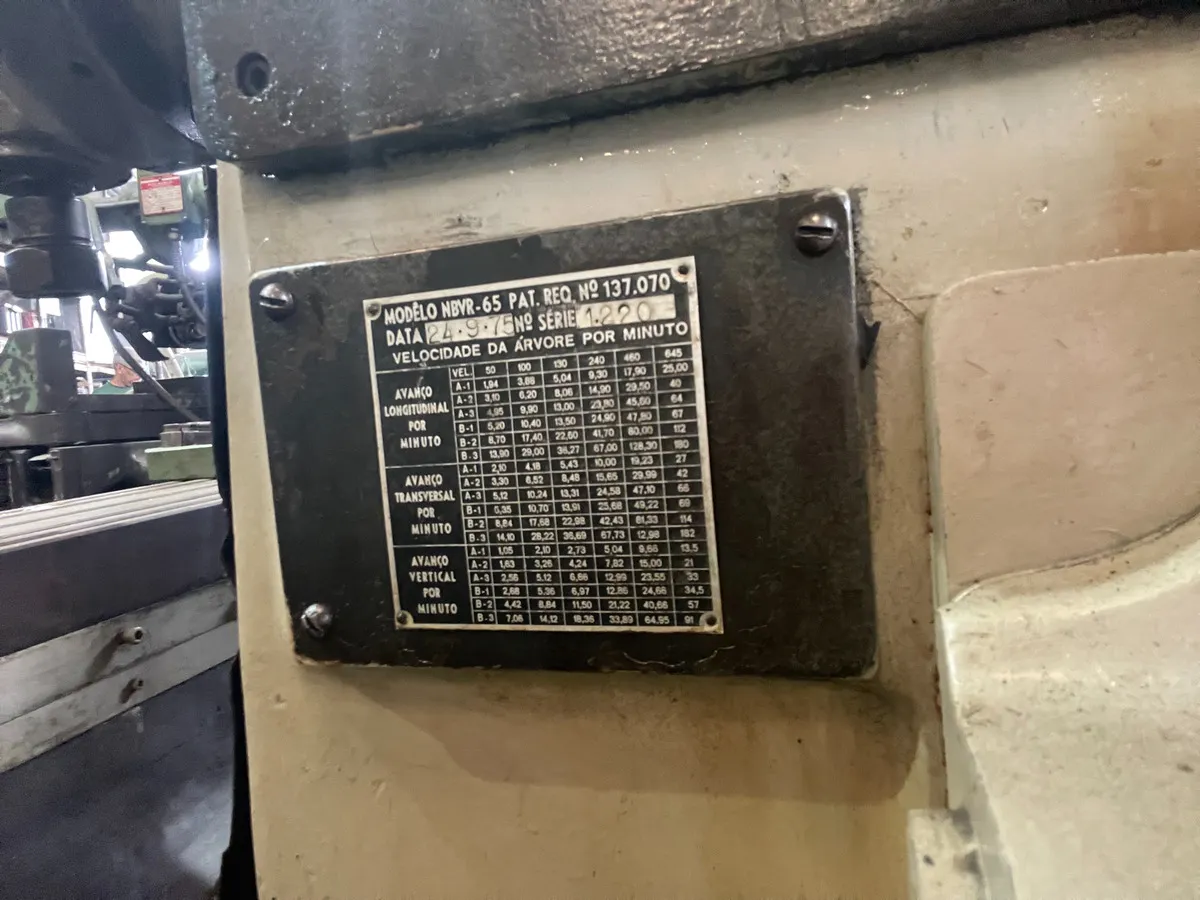 MODÊLO NBVR-65 PAT. REQ. Nº 137.070
DATA 24·9·75 Nº SÉRIE 1.220
VELOCIDADE DA ÁRVORE POR MINUTO
AVANÇO LONGITUDINAL POR MINUTO
VEL. 50 100 130 240 460 645
A-1 1,94 3,88 5,04 9,30 17,90 25,00
A-2 3,10 6,20 8,06 14,90 29,50 40
A-3 4,95 9,90 13,00 23,80 45,60 64
B-1 5,20 10,40 13,50 24,90 47,80 67
B-2 8,70 17,40 22,60 41,70 80,00 112
B-3 13,90 29,00 36,27 67,00 128,30 180
AVANÇO TRANSVERSAL POR MINUTO
A-1 2,10 4,18 5,43 10,00 19,23 27
A-2 3,30 6,52 8,48 15,65 29,99 42
A-3 5,12 10,24 13,31 24,58 47,10 66
B-1 5,35 10,70 13,91 25,68 49,22 69
B-2 8,84 17,68 22,98 42,43 81,33 114
B-3 14,10 28,22 36,69 67,73 12,98 182
AVANÇO VERTICAL POR MINUTO
A-1 1,05 2,10 2,73 5,04 9,66 13,5
A-2 1,63 3,26 4,24 7,82 15,00 21
A-3 2,56 5,12 6,66 12,99 23,55 33
B-1 2,68 5,36 6,97 12,86 24,66 34,5
B-2 4,42 8,84 11,50 21,22 40,66 57
B-3 7,06 14,12 18,36 33,89 64,95 91